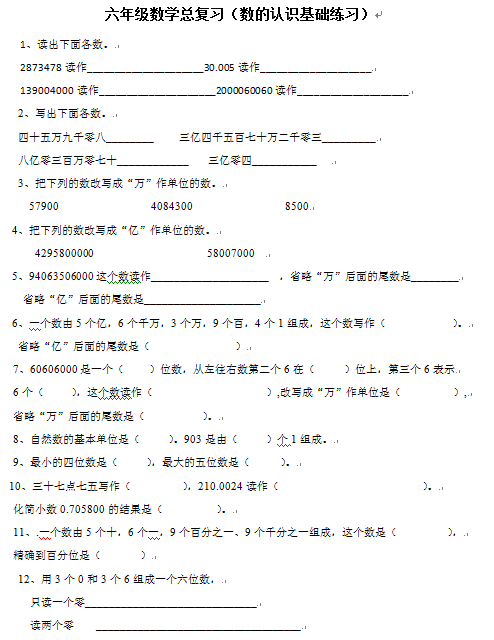 六年级数学总复习（数的认识基础练习）
1、读出下面各数。
2873478 读作____________________30.005 读作____________________
139004000 读作____________________2000060060 读作____________________
2、写出下面各数。
四十五万九千零八________ 三亿四千五百七十万二千零三_________
八亿零三百万零七十____________ 三亿零四___________
3、把下列的数改写成“万”作单位的数。
57900 4084300 8500
4、把下列的数改写成“亿”作单位的数。
4295800000 58007000
5、94063506000 这个数读作____________________ ，省略“万”后面的尾数是________
省略“亿”后面的尾数是____________________
6、一个数由 5 个亿，6 个千万，3 个万，9 个百，4 个 1 组成，这个数写作（ ）。
省略“亿”后面的尾数是（ ）
7、60606000 是一个（ ）位数，从左往右数第二个 6 在（ ）位上，第三个 6 表示
6 个（ ），这个数读作（ ）,改写成“万”作单位是（ ）,
省略“万”后面的尾数是（ ）。
8、自然数的基本单位是（ ）。903 是由（ ）个 1 组成。
9、最小的四位数是（ ），最大的五位数是（ ）。
10、三十七点七五写作（ ），210.0024 读作（ ）。
化简小数 0.705800 的结果是（ ）。
11、一个数由 5 个十，6 个一，9 个百分之一、9 个千分之一组成，这个数是（ ），
精确到百分位是（ ）
12、用 3 个 0 和 3 个 6 组成一个六位数，
只读一个零______________________________
读两个零 ____________________________________